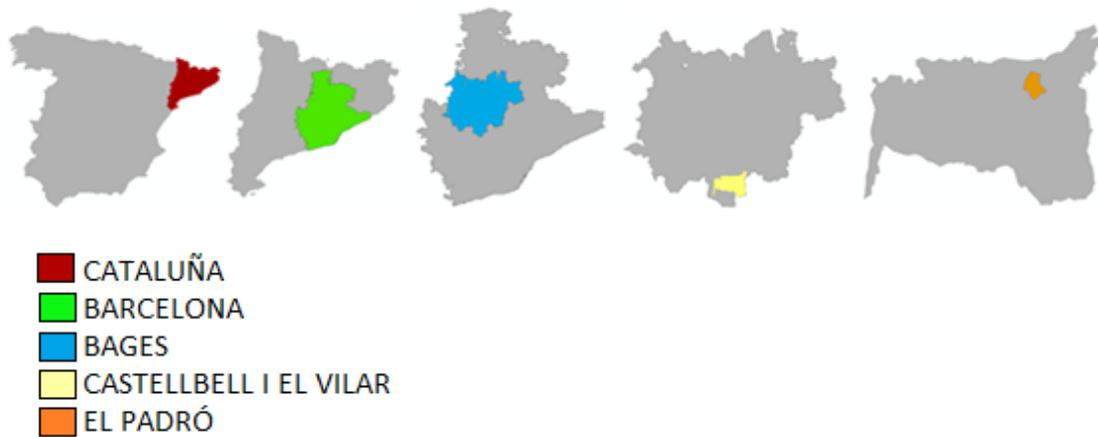 CATALUÑA
BARCELONA
BAGES
CASTELLBELL I EL VILAR
EL PADRÓ